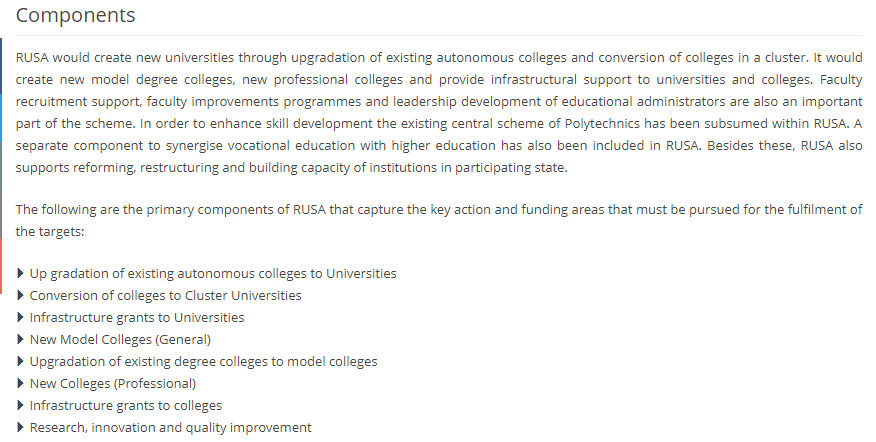 Components
RUSA would create new universities through upgradation of existing autonomous colleges and conversion of colleges in a cluster. It would
create new model degree colleges, new professional colleges and provide infrastructural support to universities and colleges. Faculty
recruitment support, faculty improvements programmes and leadership development of educational administrators are also an important
part of the scheme. In order to enhance skill development the existing central scheme of Polytechnics has been subsumed within RUSA. A
separate component to synergise vocational education with higher education has also been included in RUSA. Besides these, RUSA also
supports reforming, restructuring and building capacity of institutions in participating state.
The following are the primary components of RUSA that capture the key action and funding areas that must be pursued for the fulfilment of
the targets:
Up gradation of existing autonomous colleges to Universities
Conversion of colleges to Cluster Universities
Infrastructure grants to Universities
New Model Colleges (General)
Upgradation of existing degree colleges to model colleges
New Colleges (Professional)
Infrastructure grants to colleges
Research, innovation and quality improvement